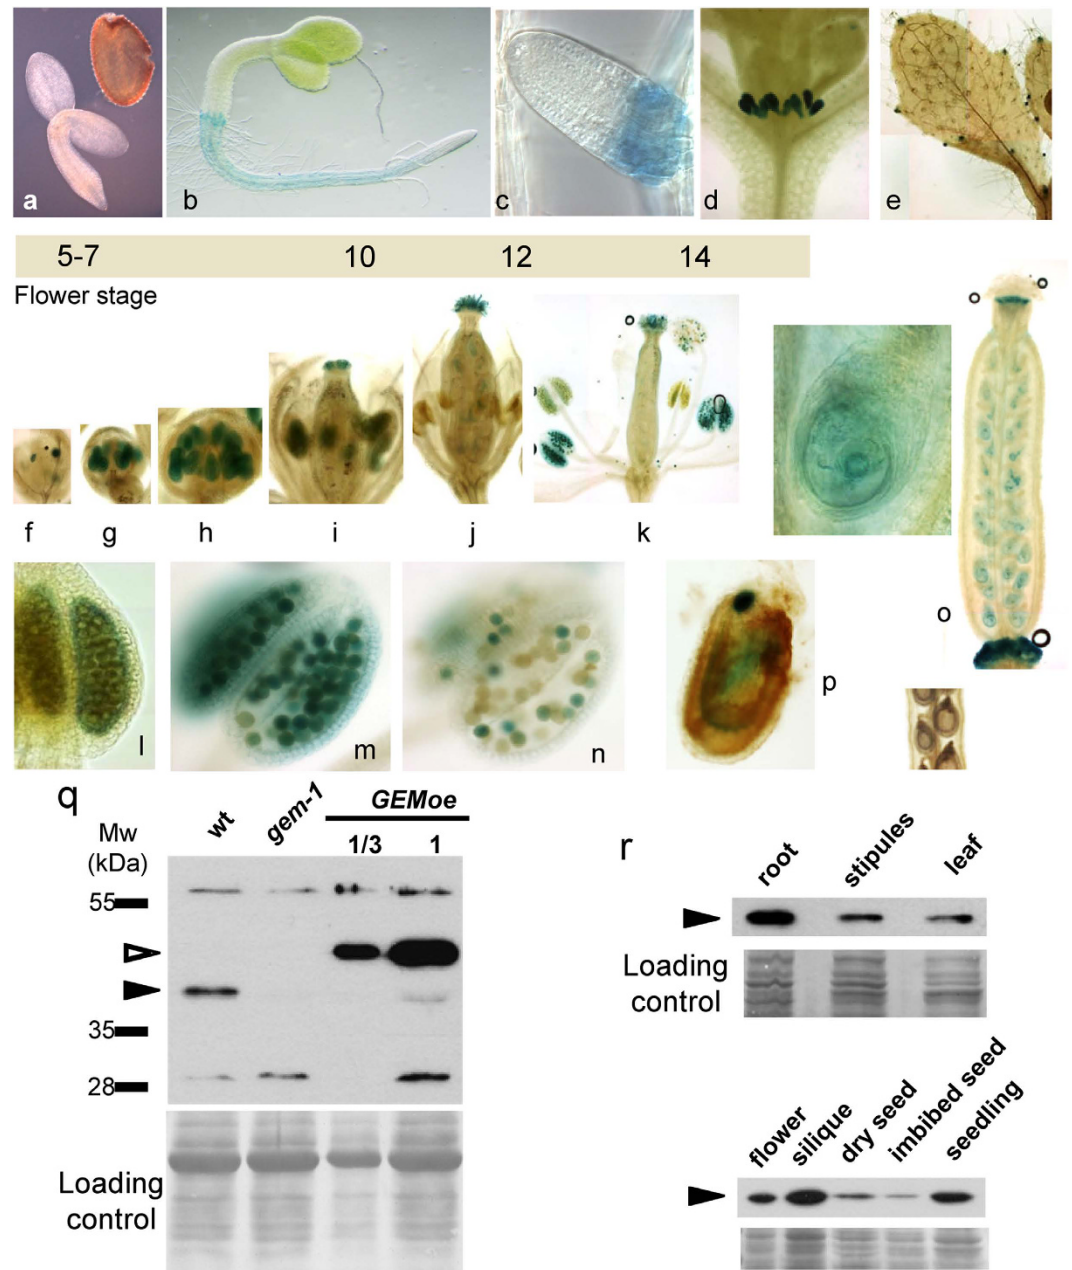 a
b
c
d
e
5-7 10 12 14
Flower stage
f
g
h
i
j
k
l
m
n
o
p
q
Mw
(kDa)
wt
gem-1
GEMoe
1/3 1
55
35
28
Loading
control
r
root
stipules
leaf
Loading
control
flower
silique
dry seed
imbibed seed
seedling